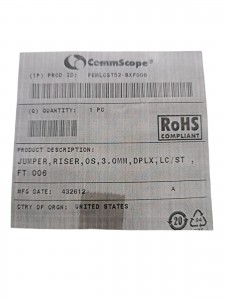 CommScope®
(1P) PROD ID: FEWLCST52-BXF006
(Q) QUANTITY: 1 PC
RoHS
COMPLIANT
PRODUCT DESCRIPTION:
JUMPER,RISER,OS,3.0MM,DPLX,LC/ST ,
FT 006
MFG DATE: 432612 A
CTRY OF ORGN: UNITED STATES
20